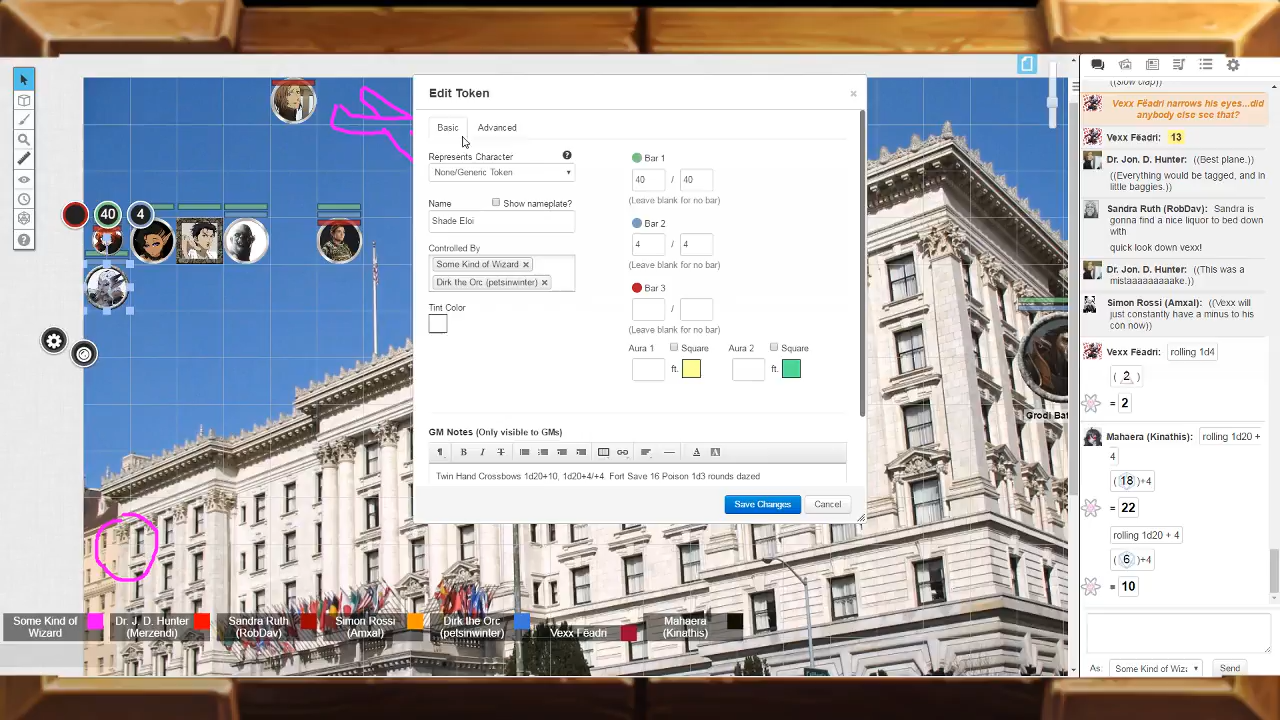 Edit Token
×
Basic
Advanced
Represents Character
None/Generic Token
Name
Show nameplate?
Shade Eloi
Controlled By
Some Kind of Wizard ×
Dirk the Orc (petsinwinter) ×
Tint Color
Bar 1
40 / 40
(Leave blank for no bar)
Bar 2
4 / 4
(Leave blank for no bar)
Bar 3
/
(Leave blank for no bar)
Aura 1
Square
Aura 2
Square
ft.
ft.
GM Notes (Only visible to GMs)
Twin Hand Crossbows 1d20+10, 1d20+4/+4 Fort Save 16 Poison 1d3 rounds dazed
Save Changes
Cancel
40
4
Grodi Bat
Some Kind of
Wizard
Dr. J. D. Hunter
(Merzendi)
Sandra Ruth
(RobDav)
Simon Rossi
(Amxal)
Dirk the Orc
(petsinwinter)
Vexx Fëadri
Mahaera
(Kinathis)
((Slow clap))
Vexx Fëadri narrows his eyes...did
anybody else see that?
Vexx Fëadri: 13
Dr. Jon. D. Hunter: ((Best plane.))
((Everything would be tagged, and in
little baggies.))
Sandra Ruth (RobDav): Sandra is
gonna find a nice liquor to bed down
with
quick look down vexx!
Dr. Jon. D. Hunter: ((This was a
mistaaaaaaaaake.))
Simon Rossi (Amxal): ((Vexx will
just constantly have a minus to his
con now))
Vexx Fëadri: rolling 1d4
( 2 )
= 2
Mahaera (Kinathis): rolling 1d20 +
4
(18)+4
= 22
rolling 1d20 + 4
(6)+4
= 10
As:
Some Kind of Wiz
Send